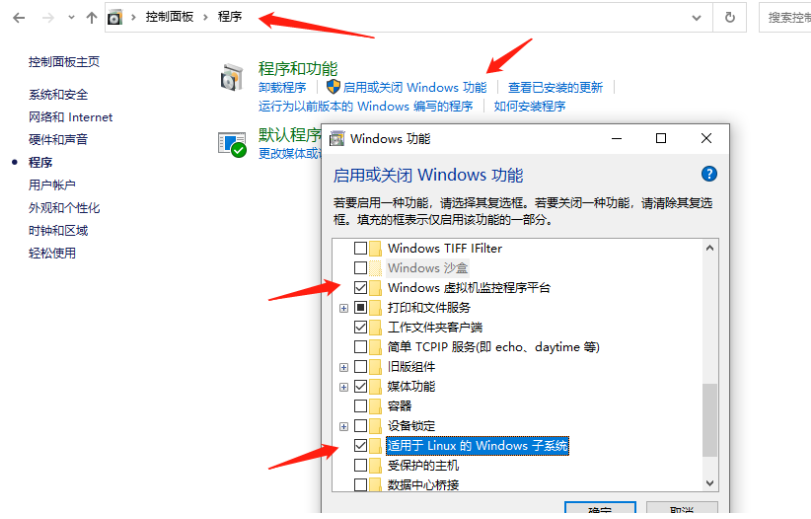 控制面板 › 程序
搜索控制
控制面板主页
系统和安全
网络和 Internet
硬件和声音
程序
用户帐户
外观和个性化
时钟和区域
轻松使用
程序和功能
卸载程序 启用或关闭 Windows 功能 查看已安装的更新
运行为以前版本的 Windows 编写的程序 如何安装程序
默认程序
更改媒体或
Windows 功能
启用或关闭 Windows 功能
若要启用一种功能，请选择其复选框。若要关闭一种功能，请清除其复选
框。填充的框表示仅启用该功能的一部分。
Windows TIFF IFilter
Windows 沙盒
Windows 虚拟机监控程序平台
打印和文件服务
工作文件夹客户端
简单 TCPIP 服务(即 echo、daytime 等)
旧版组件
媒体功能
容器
设备锁定
适用于 Linux 的 Windows 子系统
受保护的主机
数据中心桥接
确定 取消